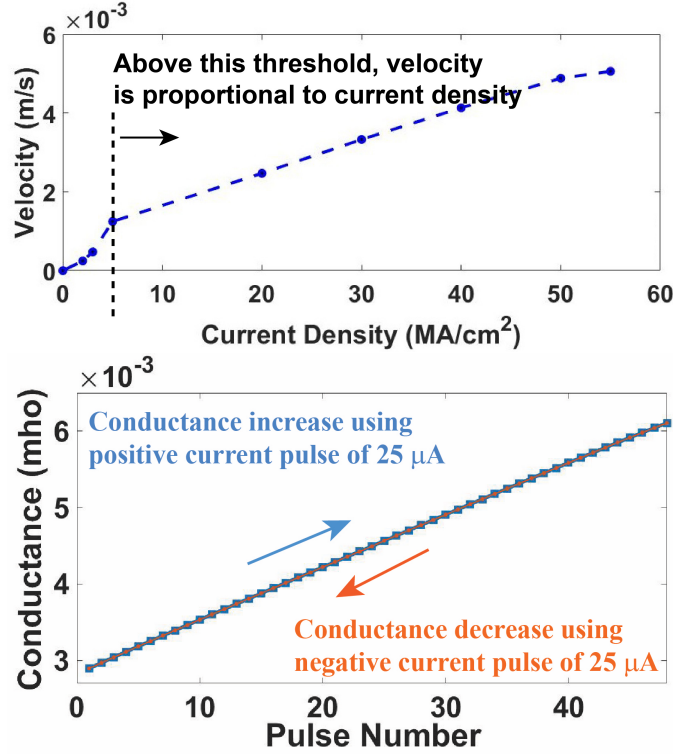 ×10⁻³
6
Above this threshold, velocity
is proportional to current density
4
2
0
Velocity (m/s)
0 10 20 30 40 50 60
Current Density (MA/cm²)
×10⁻³
Conductance increase using
positive current pulse of 25 μA
6
5
4
3
Conductance (mho)
Conductance decrease using
negative current pulse of 25 μA
0 10 20 30 40
Pulse Number